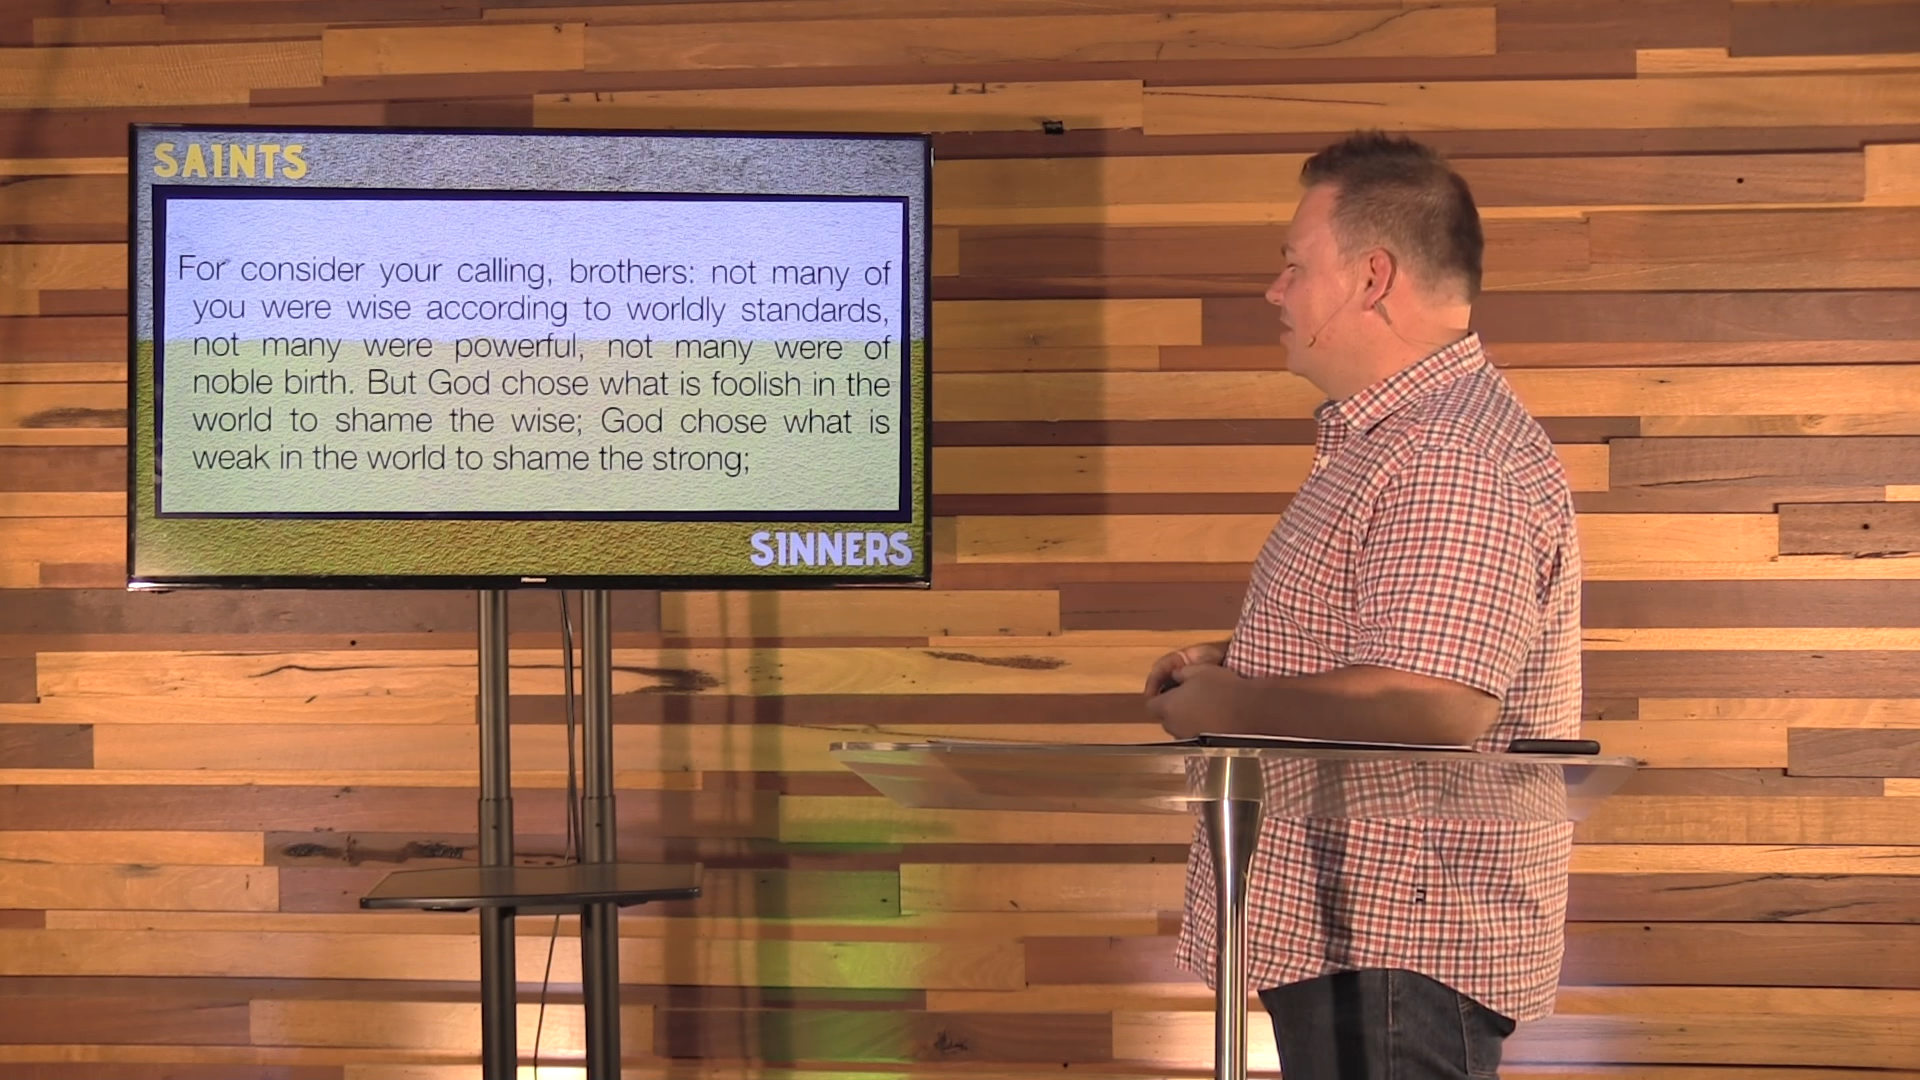 SAINTS
For consider your calling, brothers: not many of
you were wise according to worldly standards,
not many were powerful, not many were of
noble birth. But God chose what is foolish in the
world to shame the wise; God chose what is
weak in the world to shame the strong;
SINNERS
Hisense